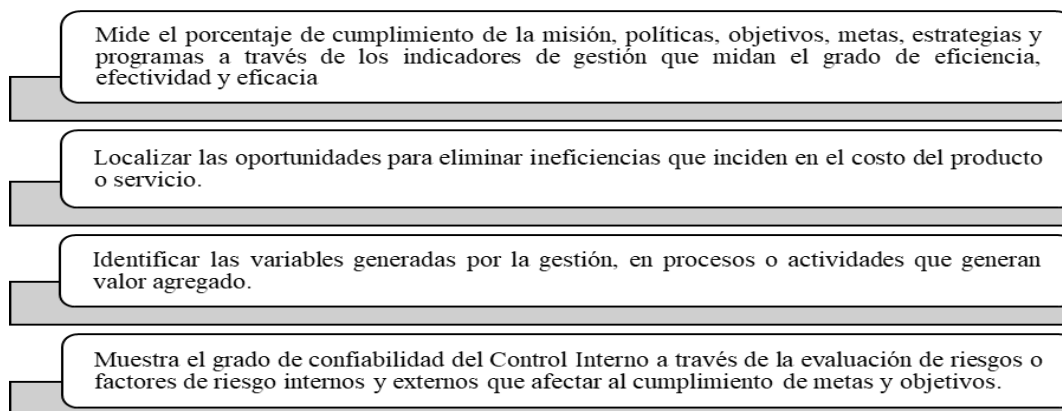 Mide el porcentaje de cumplimiento de la misión, políticas, objetivos, metas, estrategias y
programas a través de los indicadores de gestión que midan el grado de eficiencia,
efectividad y eficacia
Localizar las oportunidades para eliminar ineficiencias que inciden en el costo del producto
o servicio.
Identificar las variables generadas por la gestión, en procesos o actividades que generan
valor agregado.
Muestra el grado de confiabilidad del Control Interno a través de la evaluación de riesgos o
factores de riesgo internos y externos que afectar al cumplimiento de metas y objetivos.